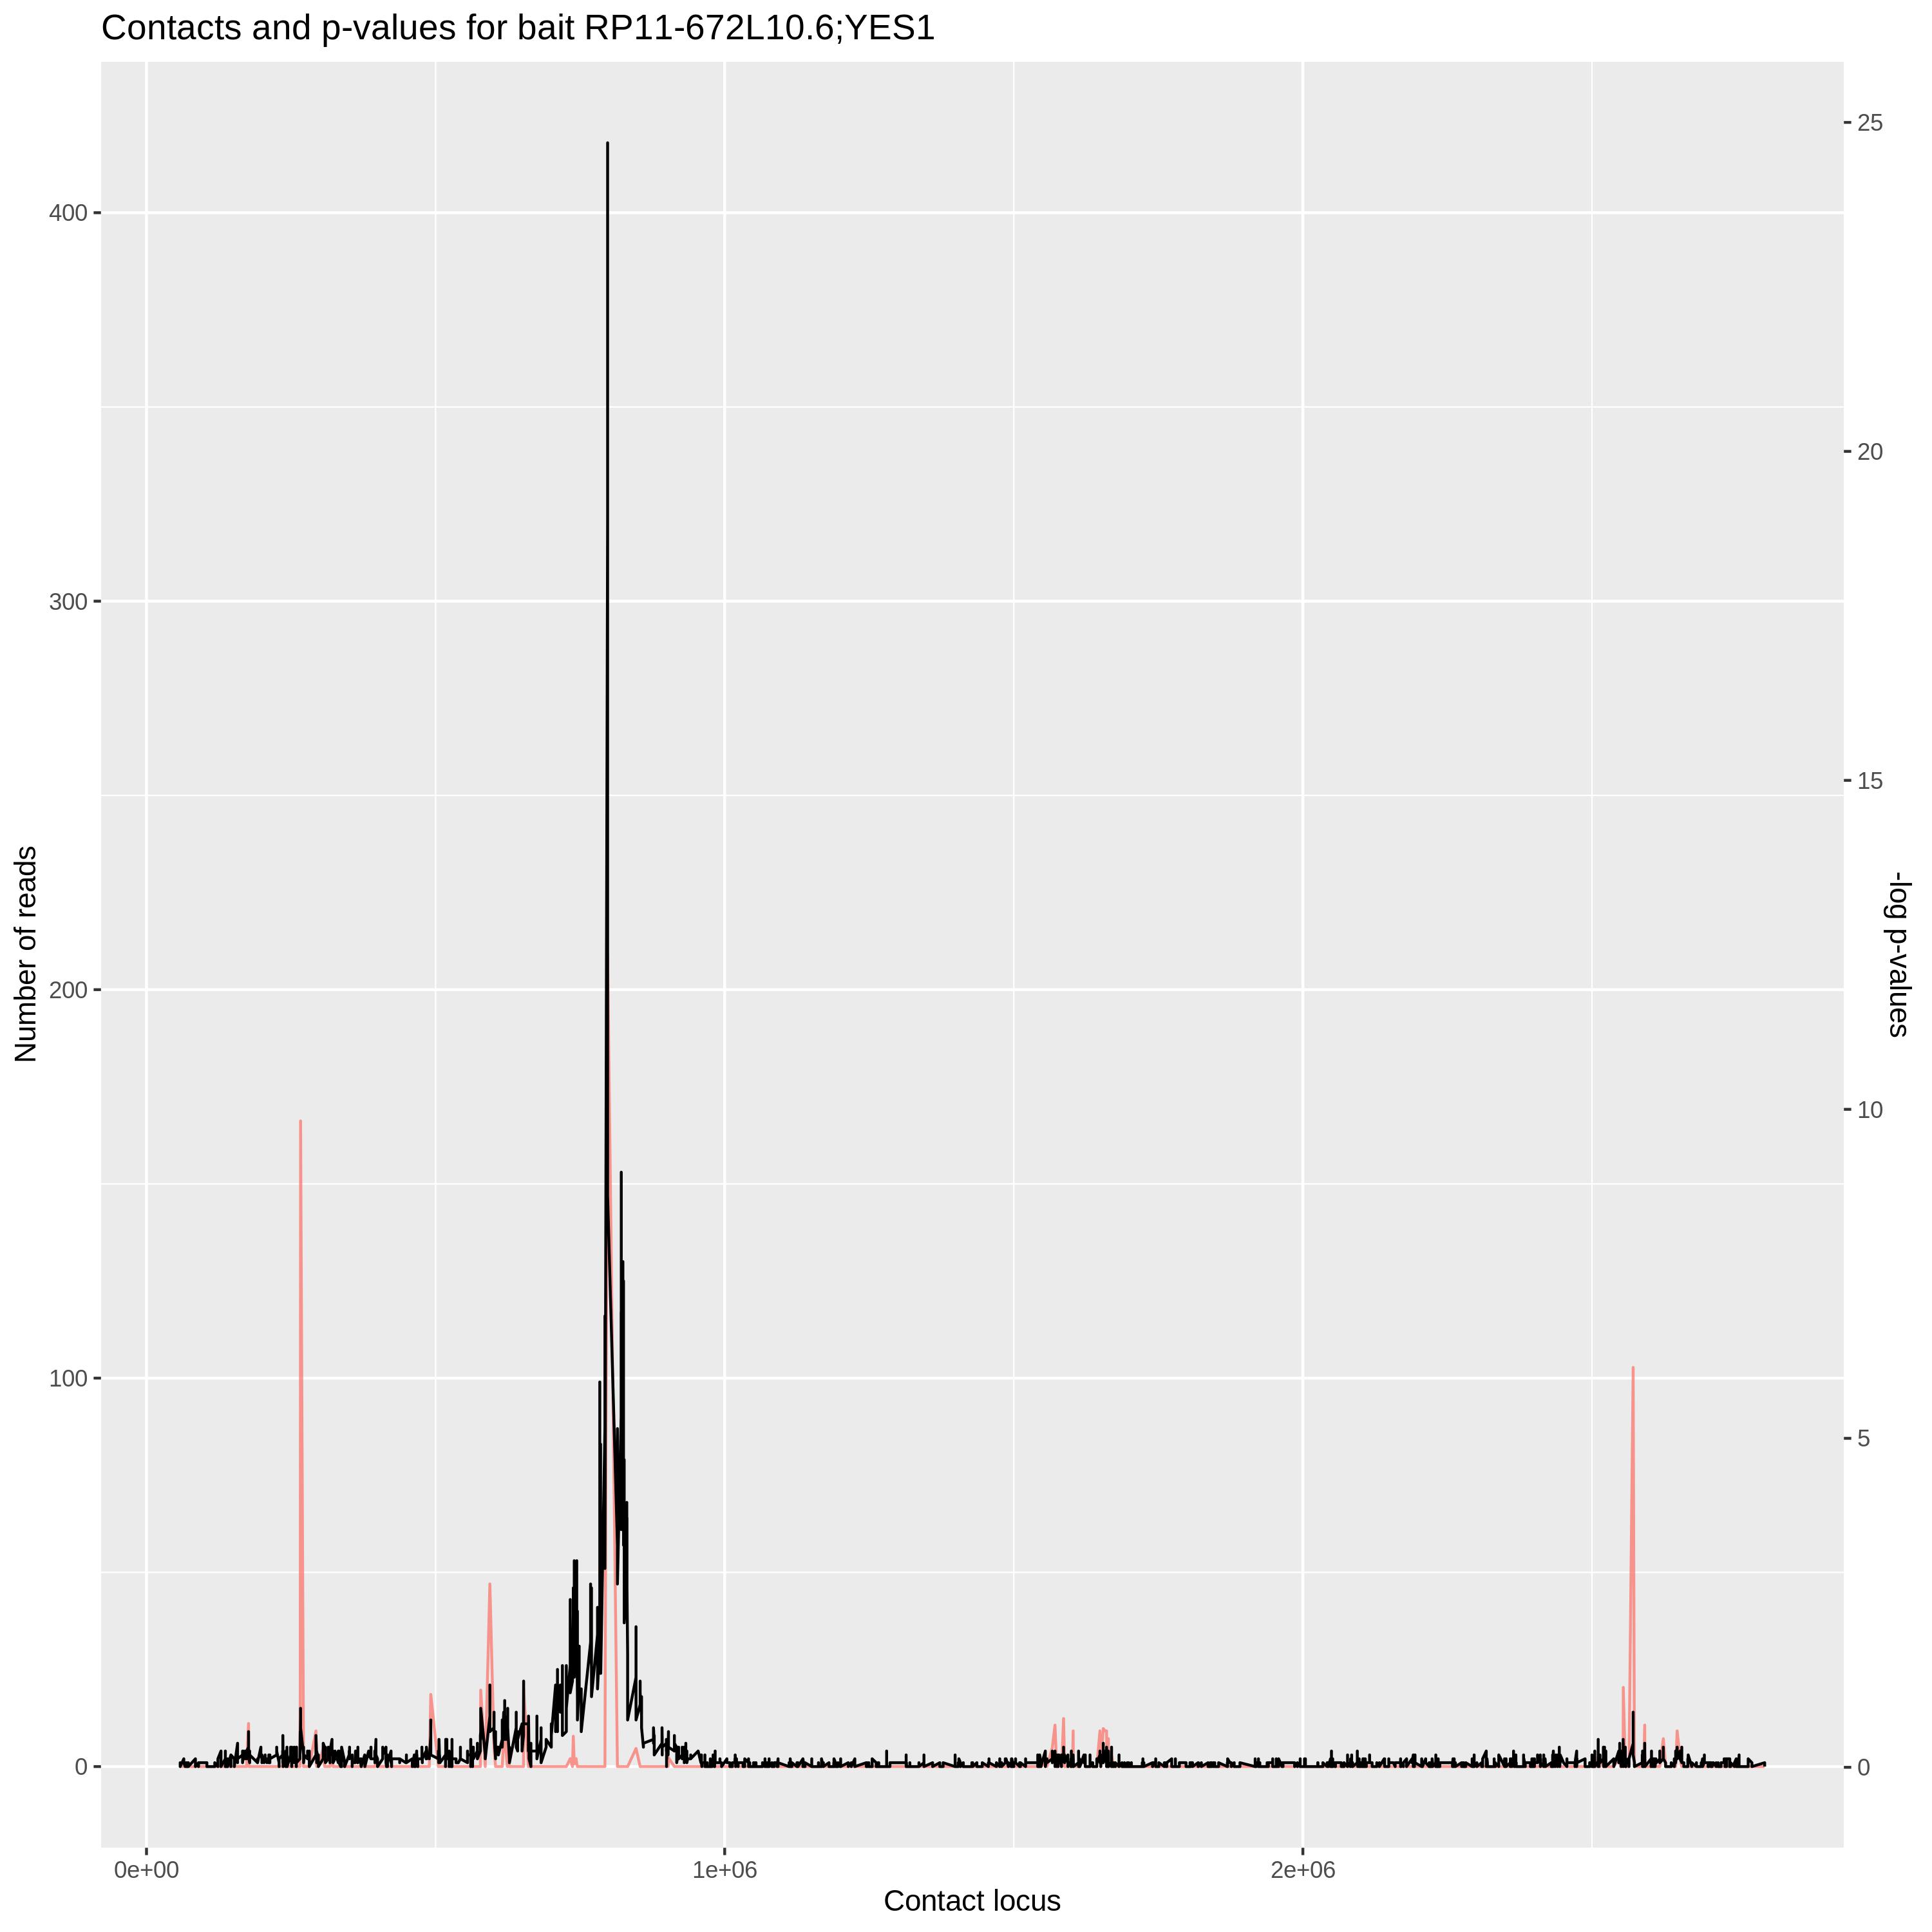 Contacts and p-values for bait RP11-672L10.6;YES1
Number of reads
400
300
200
100
0
25
20
15
10
5
0
-log p-values
0e+00
1e+06
2e+06
Contact locus